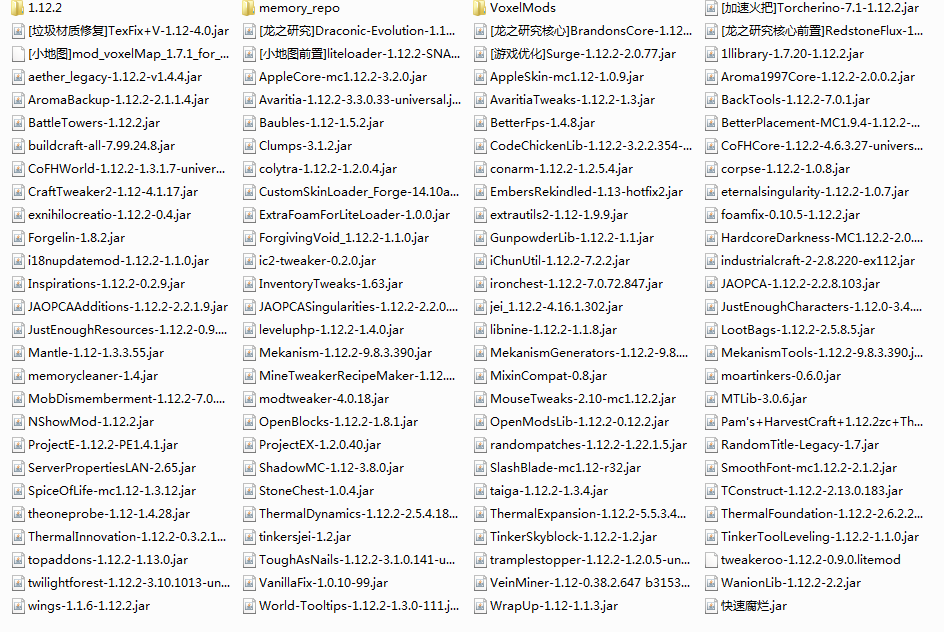 1.12.2
memory_repo
VoxelMods
[加速火把]Torcherino-7.1-1.12.2.jar
[垃圾材质修复]TexFix+V-1.12-4.0.jar
[龙之研究]Draconic-Evolution-1.1...
[龙之研究核心]BrandonsCore-1.12...
[龙之研究核心前置]RedstoneFlux-1...
[小地图]mod_voxelMap_1.7.1_for_...
[小地图前置]liteloader-1.12.2-SNA...
[游戏优化]Surge-1.12.2-2.0.77.jar
1llibrary-1.7.20-1.12.2.jar
aether_legacy-1.12.2-v1.4.4.jar
AppleCore-mc1.12.2-3.2.0.jar
AppleSkin-mc1.12-1.0.9.jar
Aroma1997Core-1.12.2-2.0.0.2.jar
AromaBackup-1.12.2-2.1.1.4.jar
Avaritia-1.12.2-3.3.0.33-universal.j...
AvaritiaTweaks-1.12.2-1.3.jar
BackTools-1.12.2-7.0.1.jar
BattleTowers-1.12.2.jar
Baubles-1.12-1.5.2.jar
BetterFps-1.4.8.jar
BetterPlacement-MC1.9.4-1.12.2-...
buildcraft-all-7.99.24.8.jar
Clumps-3.1.2.jar
CodeChickenLib-1.12.2-3.2.2.354-...
CoFHCore-1.12.2-4.6.3.27-univers...
CoFHWorld-1.12.2-1.3.1.7-univer...
colytra-1.12.2-1.2.0.4.jar
conarm-1.12.2-1.2.5.4.jar
corpse-1.12.2-1.0.8.jar
CraftTweaker2-1.12-4.1.17.jar
CustomSkinLoader_Forge-14.10a...
EmbersRekindled-1.13-hotfix2.jar
eternalsingularity-1.12.2-1.0.7.jar
exnihilocreatio-1.12.2-0.4.jar
ExtraFoamForLiteLoader-1.0.0.jar
extrautils2-1.12-1.9.9.jar
foamfix-0.10.5-1.12.2.jar
Forgelin-1.8.2.jar
ForgivingVoid_1.12.2-1.1.0.jar
GunpowderLib-1.12.2-1.1.jar
HardcoreDarkness-MC1.12.2-2.0....
i18nupdatemod-1.12.2-1.1.0.jar
ic2-tweaker-0.2.0.jar
iChunUtil-1.12.2-7.2.2.jar
industrialcraft-2-2.8.220-ex112.jar
Inspirations-1.12.2-0.2.9.jar
InventoryTweaks-1.63.jar
ironchest-1.12.2-7.0.72.847.jar
JAOPCA-1.12.2-2.2.8.103.jar
JAOPCAAdditions-1.12.2-2.2.1.9.jar
JAOPCASingularities-1.12.2-2.2.0....
jei_1.12.2-4.16.1.302.jar
JustEnoughCharacters-1.12.0-3.4....
JustEnoughResources-1.12.2-0.9....
leveluphp-1.12.2-1.4.0.jar
libnine-1.12.2-1.1.8.jar
LootBags-1.12.2-2.5.8.5.jar
Mantle-1.12-1.3.3.55.jar
Mekanism-1.12.2-9.8.3.390.jar
MekanismGenerators-1.12.2-9.8....
MekanismTools-1.12.2-9.8.3.390.j...
memorycleaner-1.4.jar
MineTweakerRecipeMaker-1.12....
MixinCompat-0.8.jar
moartinkers-0.6.0.jar
MobDismemberment-1.12.2-7.0....
modtweaker-4.0.18.jar
MouseTweaks-2.10-mc1.12.2.jar
MTLib-3.0.6.jar
NShowMod-1.12.2.jar
OpenBlocks-1.12.2-1.8.1.jar
OpenModsLib-1.12.2-0.12.2.jar
Pam's+HarvestCraft+1.12.2zc+Th...
ProjectE-1.12.2-PE1.4.1.jar
ProjectEX-1.2.0.40.jar
randompatches-1.12.2-1.22.1.5.jar
RandomTitle-Legacy-1.7.jar
ServerPropertiesLAN-2.65.jar
ShadowMC-1.12-3.8.0.jar
SlashBlade-mc1.12-r32.jar
SmoothFont-mc1.12.2-2.1.2.jar
SpiceOfLife-mc1.12-1.3.12.jar
StoneChest-1.0.4.jar
taiga-1.12.2-1.3.4.jar
TConstruct-1.12.2-2.13.0.183.jar
theoneprobe-1.12-1.4.28.jar
ThermalDynamics-1.12.2-2.5.4.18...
ThermalExpansion-1.12.2-5.5.3.4...
ThermalFoundation-1.12.2-2.6.2.2...
ThermalInnovation-1.12.2-0.3.2.1...
tinkersjei-1.2.jar
TinkerSkyblock-1.12.2-1.2.jar
TinkerToolLeveling-1.12.2-1.1.0.jar
topaddons-1.12.2-1.13.0.jar
ToughAsNails-1.12.2-3.1.0.141-u...
tramplestopper-1.12.2-1.2.0.5-un...
tweakeroo-1.12.2-0.9.0.litemod
twilightforest-1.12.2-3.10.1013-un...
VanillaFix-1.0.10-99.jar
VeinMiner-1.12-0.38.2.647 b3153...
WanionLib-1.12.2-2.2.jar
wings-1.1.6-1.12.2.jar
World-Tooltips-1.12.2-1.3.0-111.j...
WrapUp-1.12-1.1.3.jar
快速腐烂.jar